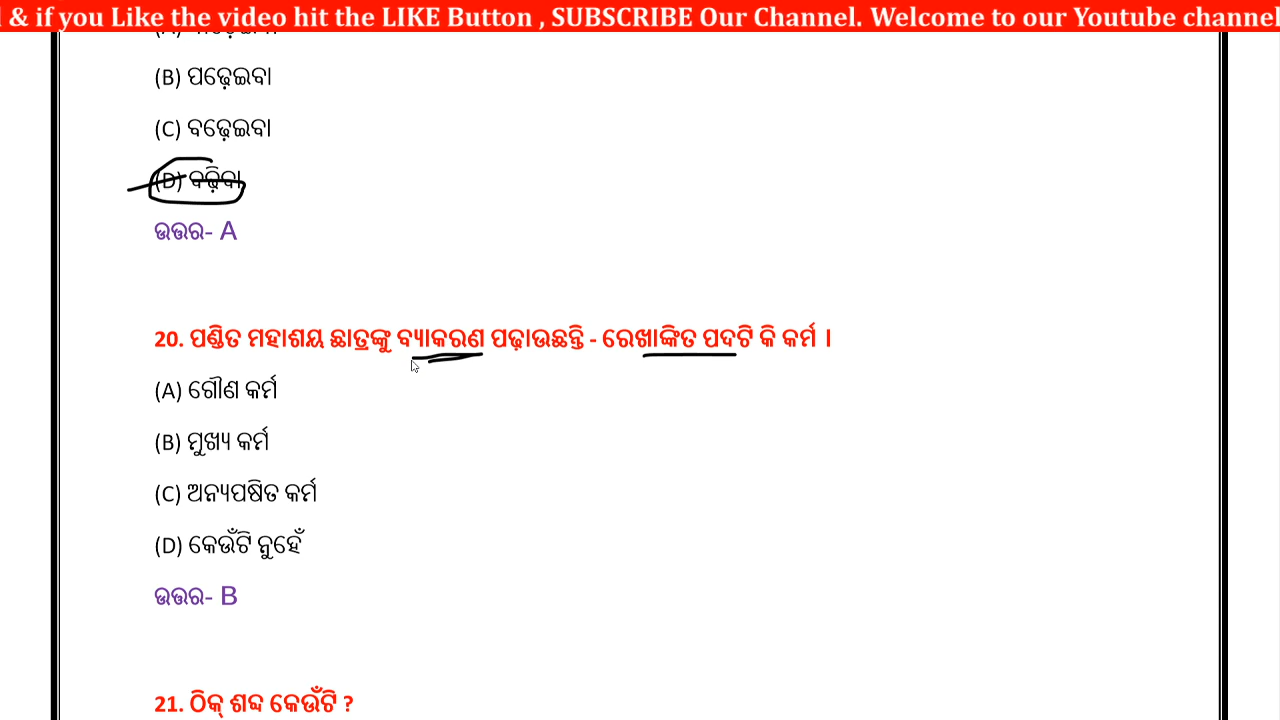 & if you Like the video hit the LIKE Button , SUBSCRIBE Our Channel. Welcome to our Youtube channel
(B) ପଢ଼େଇବା
(C) ବଢ଼େଇବା
(D) ବଢ଼ିବା
ଉତ୍ତର- A
20. ପଣ୍ଡିତ ମହାଶୟ ଛାତ୍ରଙ୍କୁ ବ୍ୟାକରଣ ପଢ଼ାଉଛନ୍ତି - ରେଖାଙ୍କିତ ପଦଟି କି କର୍ମ ।
(A) ଗୌଣ କର୍ମ
(B) ମୁଖ୍ୟ କର୍ମ
(C) ଅନ୍ୟପଷିତ କର୍ମ
(D) କେଉଁଟି ନୁହେଁ
ଉତ୍ତର- B
21. ଠିକ୍ ଶବ୍ଦ କେଉଁଟି ?